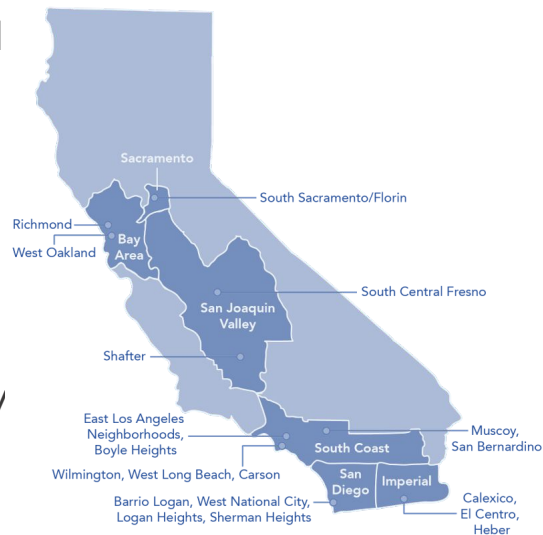 Sacramento
South Sacramento/Florin
Richmond
West Oakland
Bay
Area
South Central Fresno
San Joaquin
Valley
Shafter
East Los Angeles
Neighborhoods,
Boyle Heights
Muscoy,
San Bernardino
South Coast
Wilmington, West Long Beach, Carson
San
Diego
Imperial
Barrio Logan, West National City,
Logan Heights, Sherman Heights
Calexico,
El Centro,
Heber